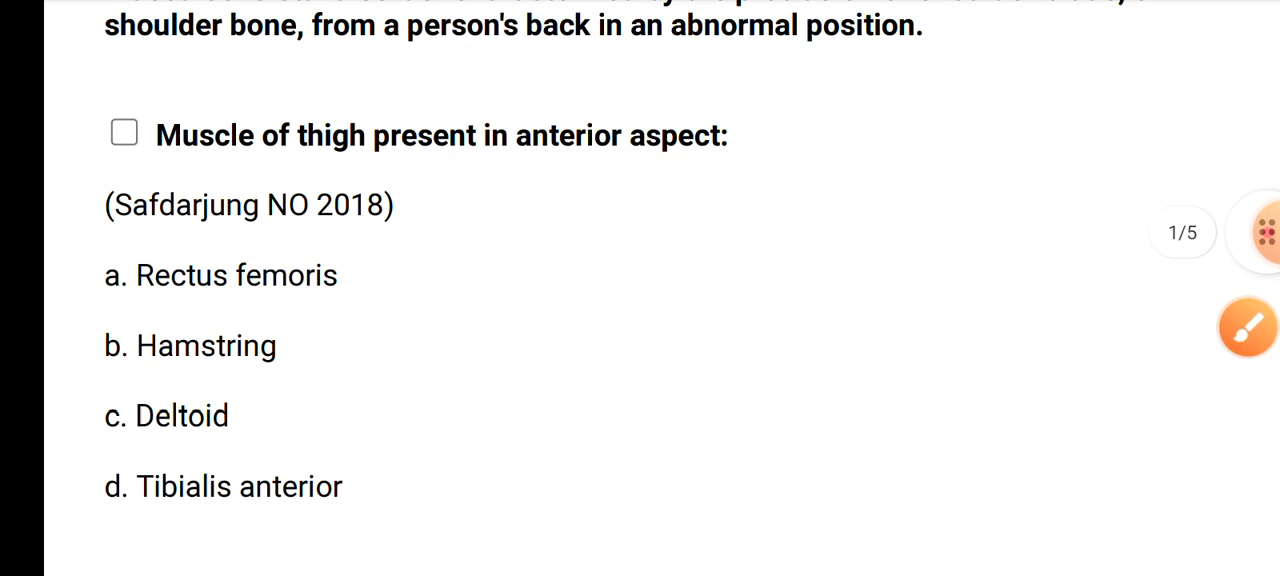 shoulder bone, from a person's back in an abnormal position.
Muscle of thigh present in anterior aspect:
(Safdarjung NO 2018)
a. Rectus femoris
b. Hamstring
c. Deltoid
d. Tibialis anterior
1/5